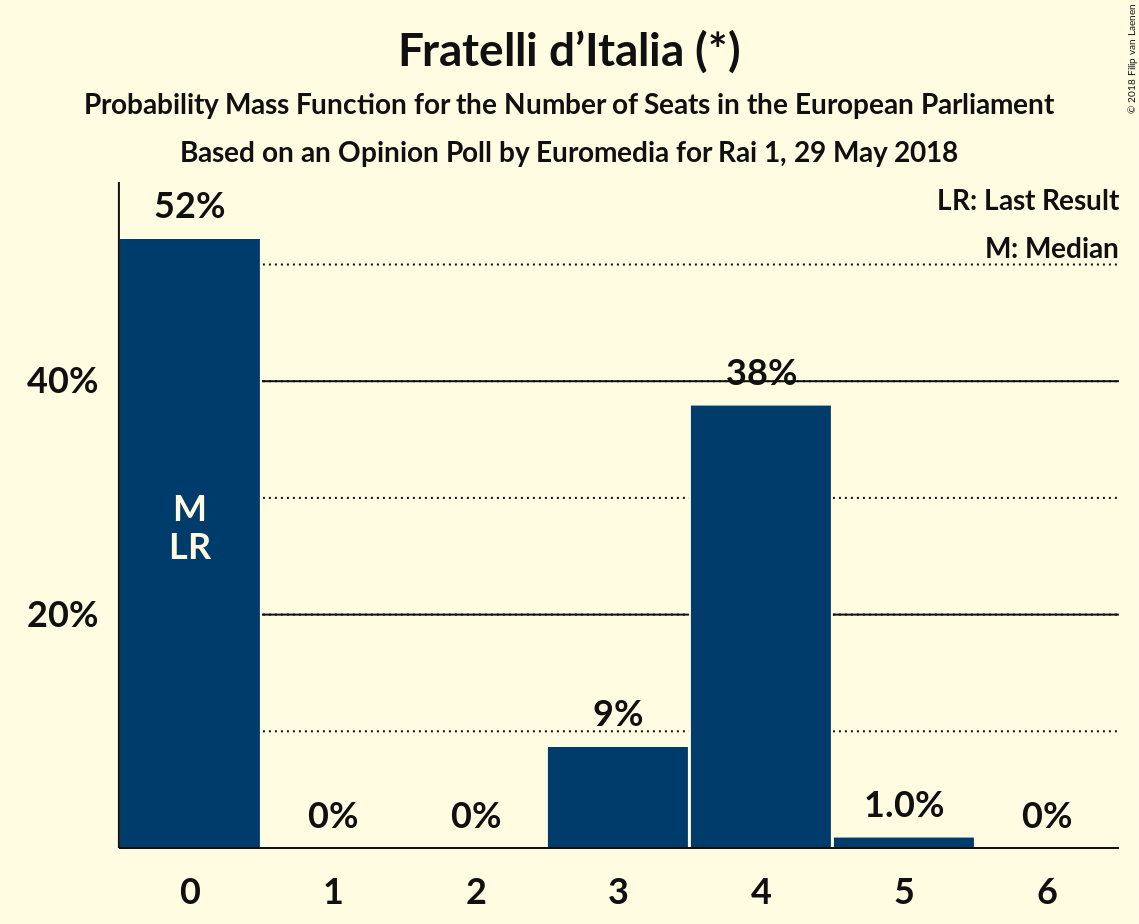 Fratelli d’Italia (*)
Probability Mass Function for the Number of Seats in the European Parliament
Based on an Opinion Poll by Euromedia for Rai 1, 29 May 2018
© 2018 Filip van Laenen
LR: Last Result
M: Median
52%
40%
38%
M
LR
20%
9%
0%
0%
1.0%
0%
0 1 2 3 4 5 6